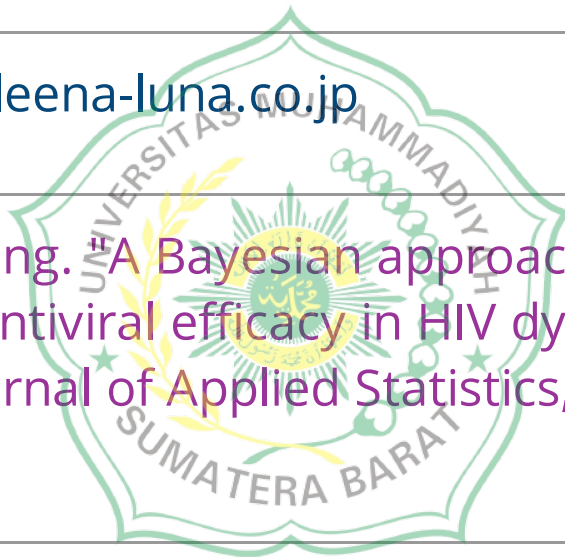 leena-luna.co.jp
UNIVERSITAS MUHAMMADIYAH
ng. "A Bayesian approac
ntiviral efficacy in HIV dy
rnal of Applied Statistics,
SUMATERA BARAT